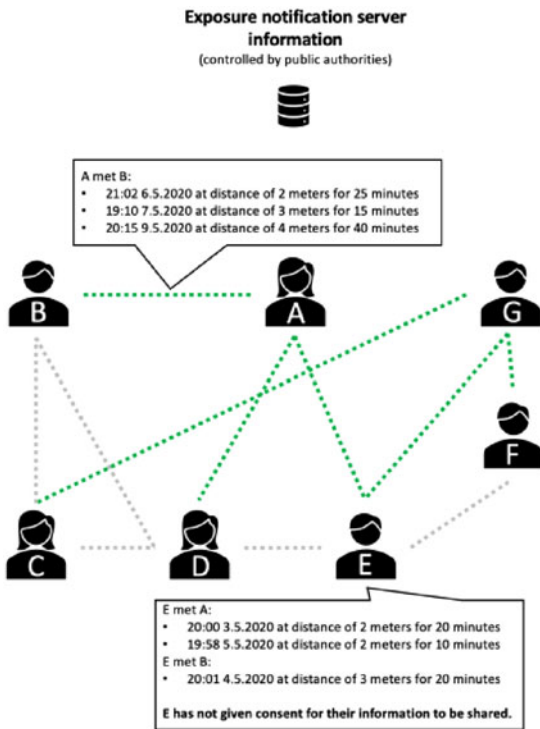 Exposure notification server
information
(controlled by public authorities)
A met B:
• 21:02 6.5.2020 at distance of 2 meters for 25 minutes
• 19:10 7.5.2020 at distance of 3 meters for 15 minutes
• 20:15 9.5.2020 at distance of 4 meters for 40 minutes
B A G
F
C D E
E met A:
• 20:00 3.5.2020 at distance of 2 meters for 20 minutes
• 19:58 5.5.2020 at distance of 2 meters for 10 minutes
E met B:
• 20:01 4.5.2020 at distance of 3 meters for 20 minutes
E has not given consent for their information to be shared.